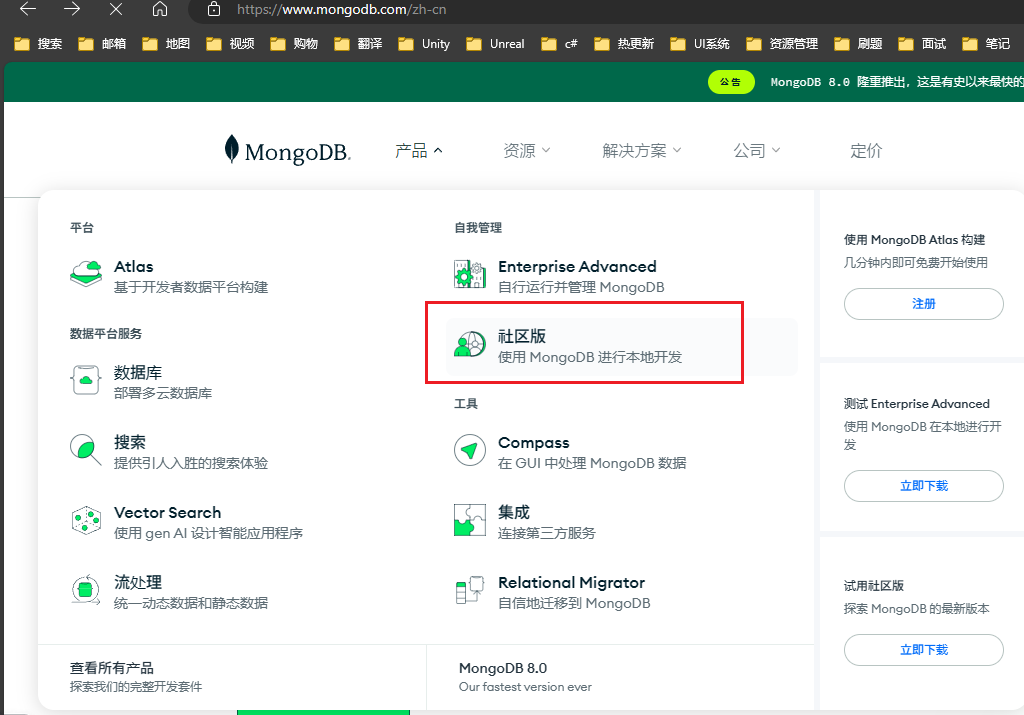 https://www.mongodb.com/zh-cn
搜索 邮箱 地图 视频 购物 翻译 Unity Unreal c# 热更新 UI系统 资源管理 刷题 面试 笔记
公告 MongoDB 8.0 隆重推出，这是有史以来最快的
MongoDB. 产品 资源 解决方案 公司 定价
平台
Atlas
基于开发者数据平台构建
数据平台服务
数据库
部署多云数据库
搜索
提供引人入胜的搜索体验
Vector Search
使用 gen AI 设计智能应用程序
流处理
统一动态数据和静态数据
自我管理
Enterprise Advanced
自行运行并管理 MongoDB
社区版
使用 MongoDB 进行本地开发
工具
Compass
在 GUI 中处理 MongoDB 数据
集成
连接第三方服务
Relational Migrator
自信地迁移到 MongoDB
使用 MongoDB Atlas 构建
几分钟内即可免费开始使用
注册
测试 Enterprise Advanced
使用 MongoDB 在本地进行开
发
立即下载
试用社区版
探索 MongoDB 的最新版本
立即下载
查看所有产品
探索我们的完整开发套件
MongoDB 8.0
Our fastest version ever